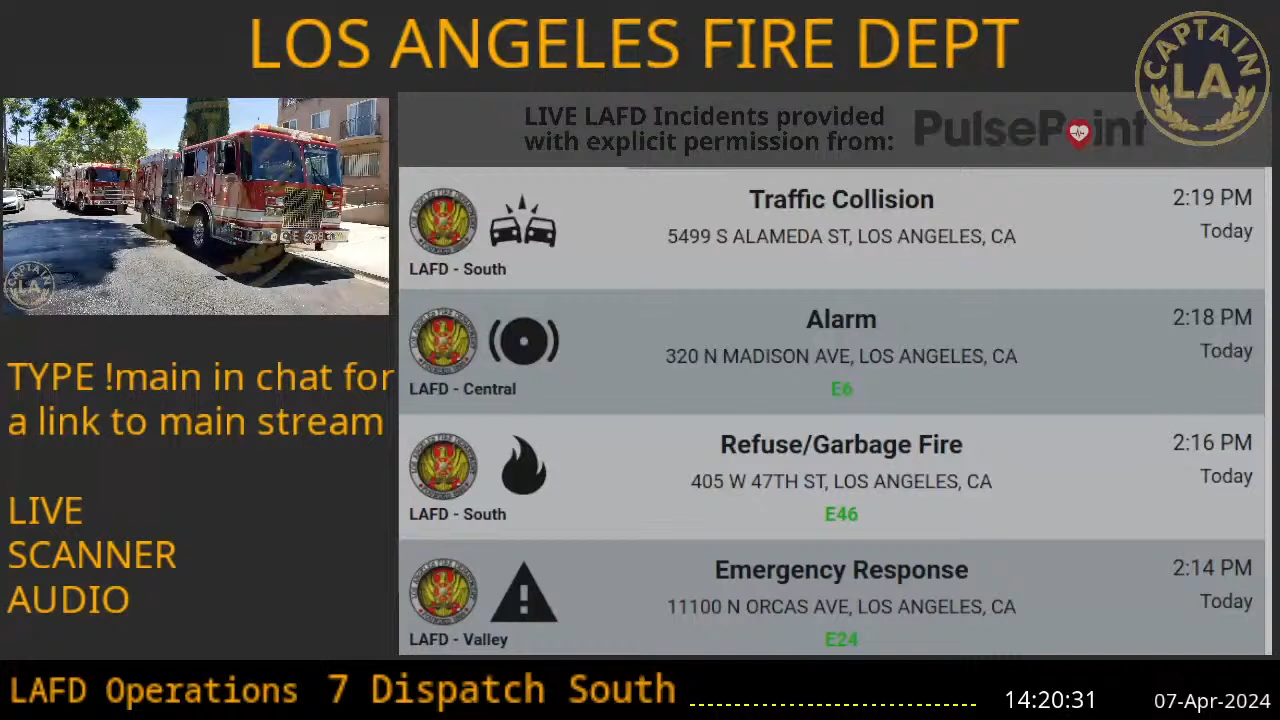 LOS ANGELES FIRE DEPT
CAPTAIN
LA
LIVE LAFD Incidents provided
with explicit permission from:
PulsePoint
Traffic Collision
2:19 PM
5499 S ALAMEDA ST, LOS ANGELES, CA
Today
LAFD - South
Alarm
2:18 PM
320 N MADISON AVE, LOS ANGELES, CA
Today
LAFD - Central
E6
Refuse/Garbage Fire
2:16 PM
405 W 47TH ST, LOS ANGELES, CA
Today
LAFD - South
E46
Emergency Response
2:14 PM
11100 N ORCAS AVE, LOS ANGELES, CA
Today
LAFD - Valley
E24
CAPTAIN
LA
TYPE !main in chat for
a link to main stream
LIVE
SCANNER
AUDIO
LAFD Operations 7 Dispatch South
14:20:31
07-Apr-2024